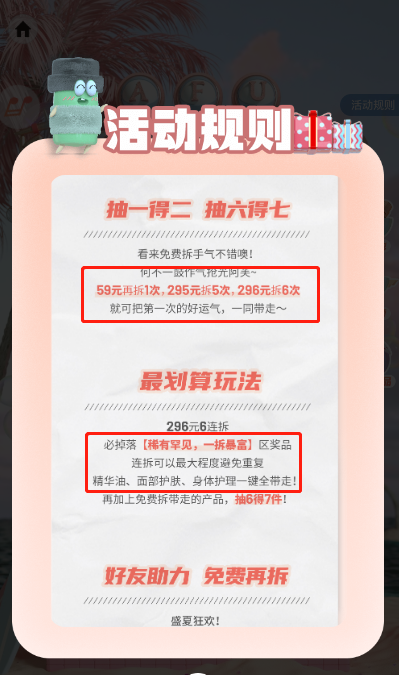 AFU
活动规则
活动规则
抽一得二 抽六得七
看来免费拆手气不错噢！
何不一鼓作气抢光阿芙~
59元再拆1次，295元拆5次，296元拆6次
就可把第一次的好运气，一同带走～
最划算玩法
296元6连拆
必掉落【稀有罕见，一拆暴富】区奖品
连拆可以最大程度避免重复
精华油、面部护肤、身体护理一键全带走！
再加上免费拆带走的产品，抽6得7件！
好友助力 免费再拆
盛夏狂欢！